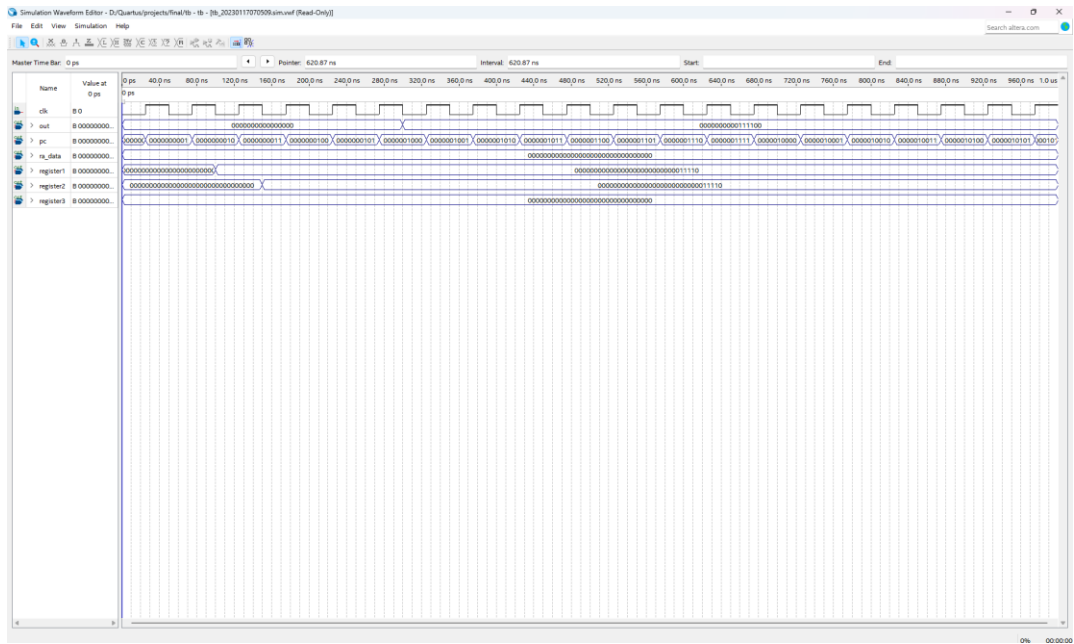 Simulation Waveform Editor - D:/Quartus/projects/final/tb - tb - [tb_20230117070509.sim.vwf (Read-Only)]
File Edit View Simulation Help
Search altera.com
Master Time Bar: 0 ps Pointer: 620.87 ns Interval: 620.87 ns Start: End:
Name Value at 0 ps
0 ps 40.0 ns 80.0 ns 120.0 ns 160.0 ns 200.0 ns 240.0 ns 280.0 ns 320.0 ns 360.0 ns 400.0 ns 440.0 ns 480.0 ns 520.0 ns 560.0 ns 600.0 ns 640.0 ns 680.0 ns 720.0 ns 760.0 ns 800.0 ns 840.0 ns 880.0 ns 920.0 ns 960.0 ns 1.0 us
0 ps
clk B 0
out B 00000000... 0000000000000000 0000000000111100
pc B 00000000... 00000 0000000001 0000000010 0000000011 0000000100 0000000101 0000001000 0000001001 0000001010 0000001011 0000001100 0000001101 0000001110 0000001111 0000010000 0000010001 0000010010 0000010011 0000010100 0000010101 00010
ra_data B 00000000... 00000000000000000000000000000000
register1 B 00000000... 00000000000000000000000000011110
register2 B 00000000... 00000000000000000000000000000000 00000000000000000000000000011110
register3 B 00000000... 00000000000000000000000000000000
0% 00:00:00